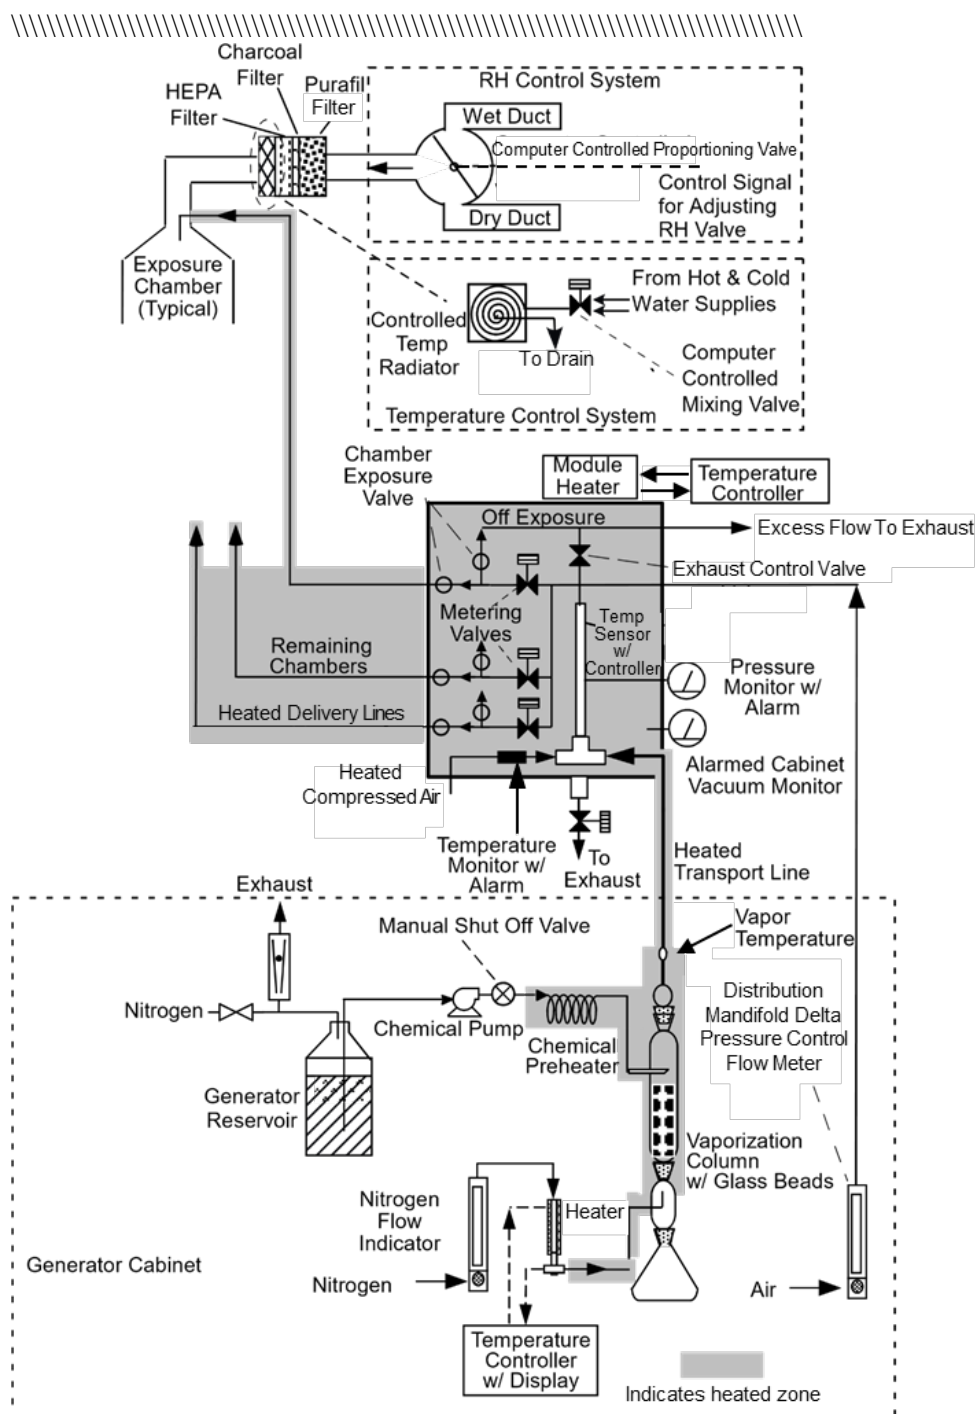 Charcoal
Filter
HEPA
Filter
Purafil
Filter
RH Control System
Wet Duct
Computer Controlled Proportioning Valve
Control Signal
for Adjusting
RH Valve
Dry Duct
Exposure
Chamber
(Typical)
From Hot & Cold
Water Supplies
Controlled
Temp
Radiator
To Drain
Computer
Controlled
Mixing Valve
Temperature Control System
Chamber
Exposure
Valve
Module
Heater
Temperature
Controller
Off Exposure
Excess Flow To Exhaust
Exhaust Control Valve
Metering
Valves
Temp
Sensor
w/
Controller
Remaining
Chambers
Pressure
Monitor w/
Alarm
Heated Delivery Lines
Heated
Compressed Air
Alarmed Cabinet
Vacuum Monitor
Temperature
Monitor w/
Alarm
To
Exhaust
Heated
Transport Line
Exhaust
Manual Shut Off Valve
Vapor
Temperature
Nitrogen
Chemical Pump
Distribution
Mandifold Delta
Pressure Control
Flow Meter
Chemical
Preheater
Generator
Reservoir
Vaporization
Column
w/ Glass Beads
Nitrogen
Flow
Indicator
Heater
Generator Cabinet
Nitrogen
Air
Temperature
Controller
w/ Display
Indicates heated zone